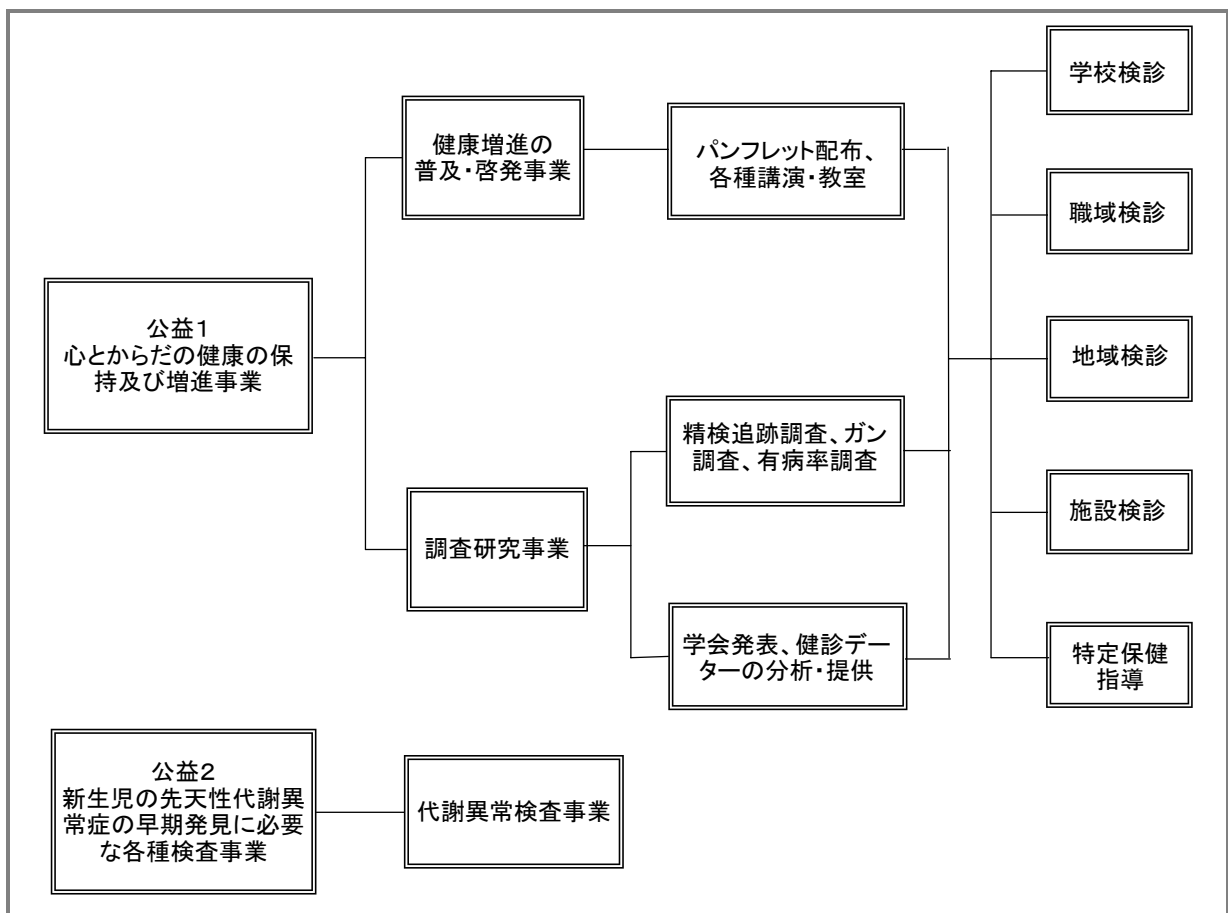 公益1
心とからだの健康の保
持及び増進事業
健康増進の
普及・啓発事業
パンフレット配布、
各種講演・教室
調査研究事業
精検追跡調査、ガン
調査、有病率調査
学会発表、健診デー
ターの分析・提供
学校検診
職域検診
地域検診
施設検診
特定保健
指導
公益2
新生児の先天性代謝異
常症の早期発見に必要
な各種検査事業
代謝異常検査事業